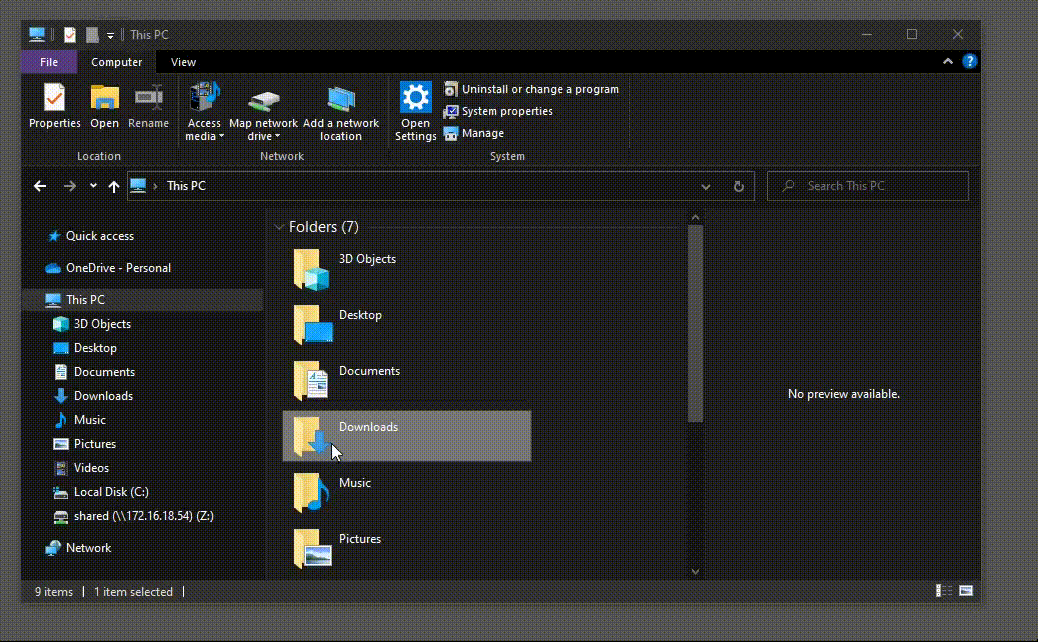 This PC
File
Computer
View
Properties
Open
Rename
Access media
Map network drive
Add a network location
Open Settings
Uninstall or change a program
System properties
Manage
Location
Network
System
This PC
Search This PC
Quick access
OneDrive - Personal
This PC
3D Objects
Desktop
Documents
Downloads
Music
Pictures
Videos
Local Disk (C:)
shared (\\172.16.18.54) (Z:)
Network
Folders (7)
3D Objects
Desktop
Documents
Downloads
Music
Pictures
No preview available.
9 items
1 item selected